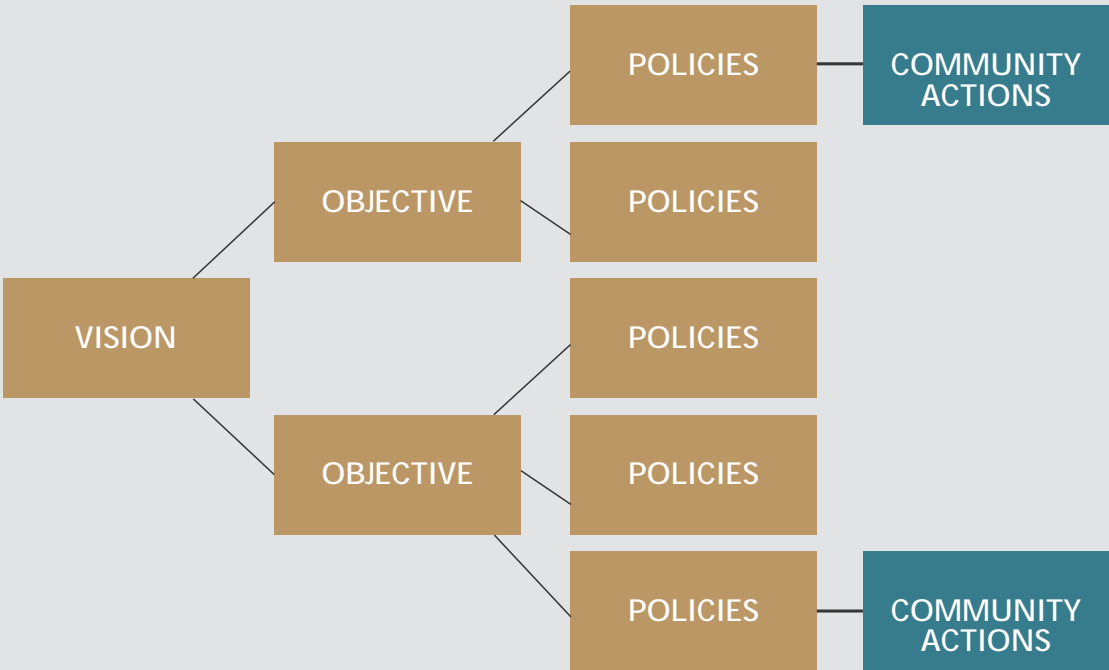 POLICIES
COMMUNITY
ACTIONS
OBJECTIVE
POLICIES
VISION
POLICIES
OBJECTIVE
POLICIES
POLICIES
COMMUNITY
ACTIONS